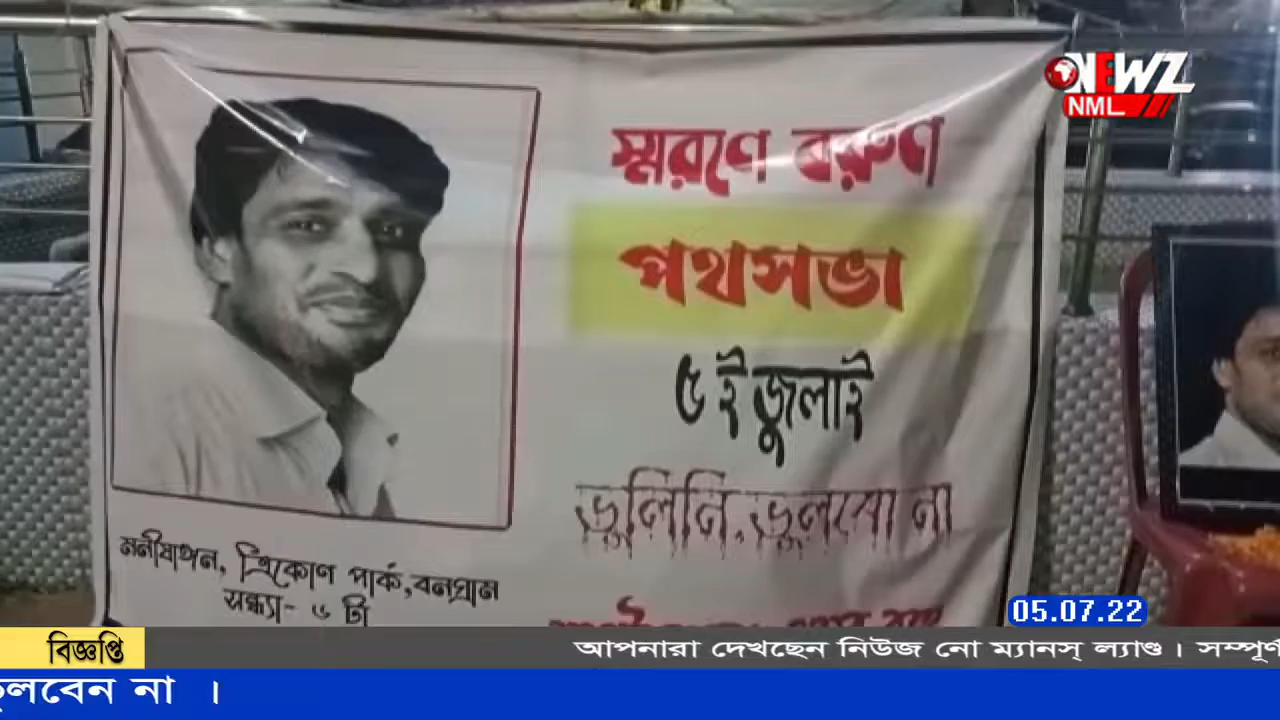 NEWZ
NML
স্মরণে বরুণ
পথসভা
৫ ই জুলাই
ভুলিনি, ভুলবো না
মনীষাঙ্গন, ত্রিকোণ পার্ক, বনগ্রাম
সন্ধ্যা- ৬ টা
05.07.22
বিজ্ঞপ্তি
আপনারা দেখছেন নিউজ নো ম্যানস্ ল্যাণ্ড । সম্পূর্ণ
ভুলবেন না ।